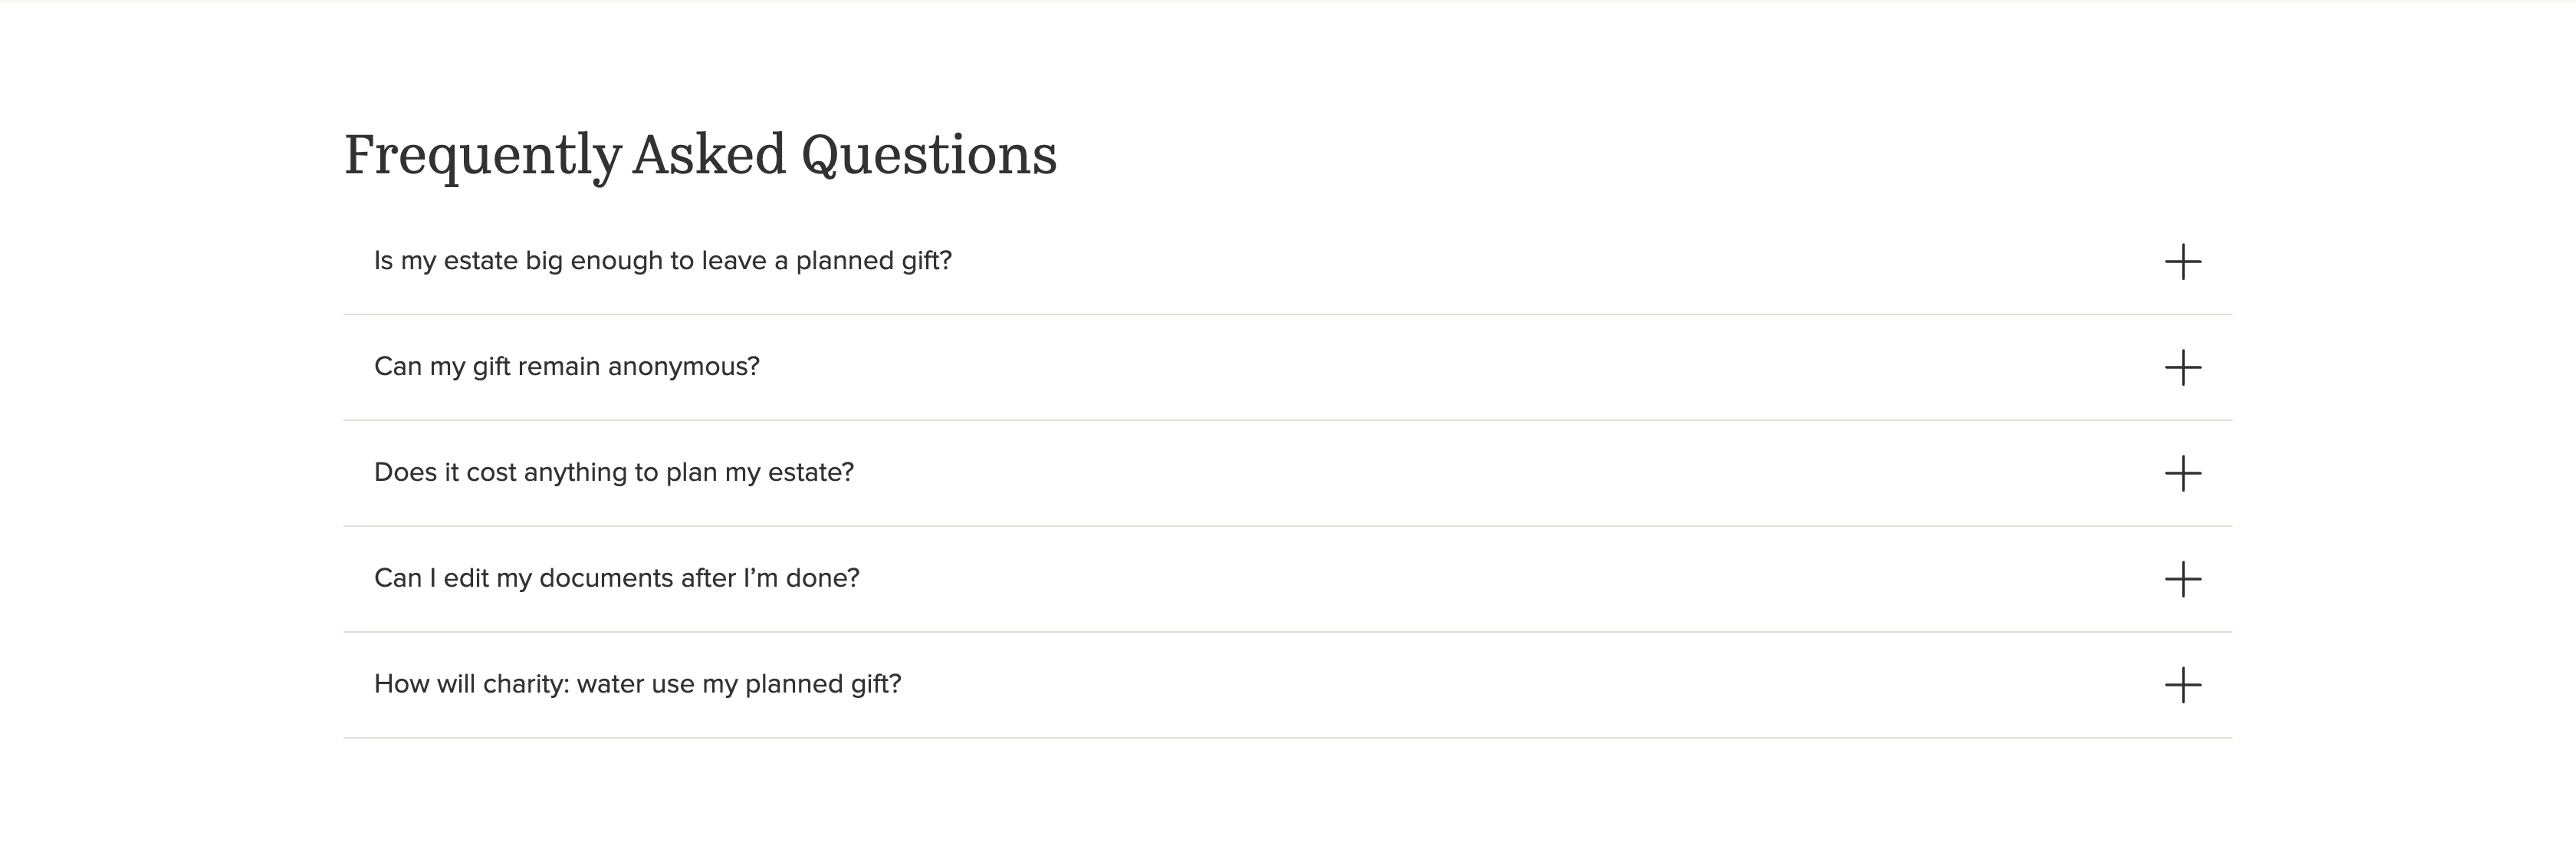 Frequently Asked Questions
Is my estate big enough to leave a planned gift?
Can my gift remain anonymous?
Does it cost anything to plan my estate?
Can I edit my documents after I’m done?
How will charity: water use my planned gift?